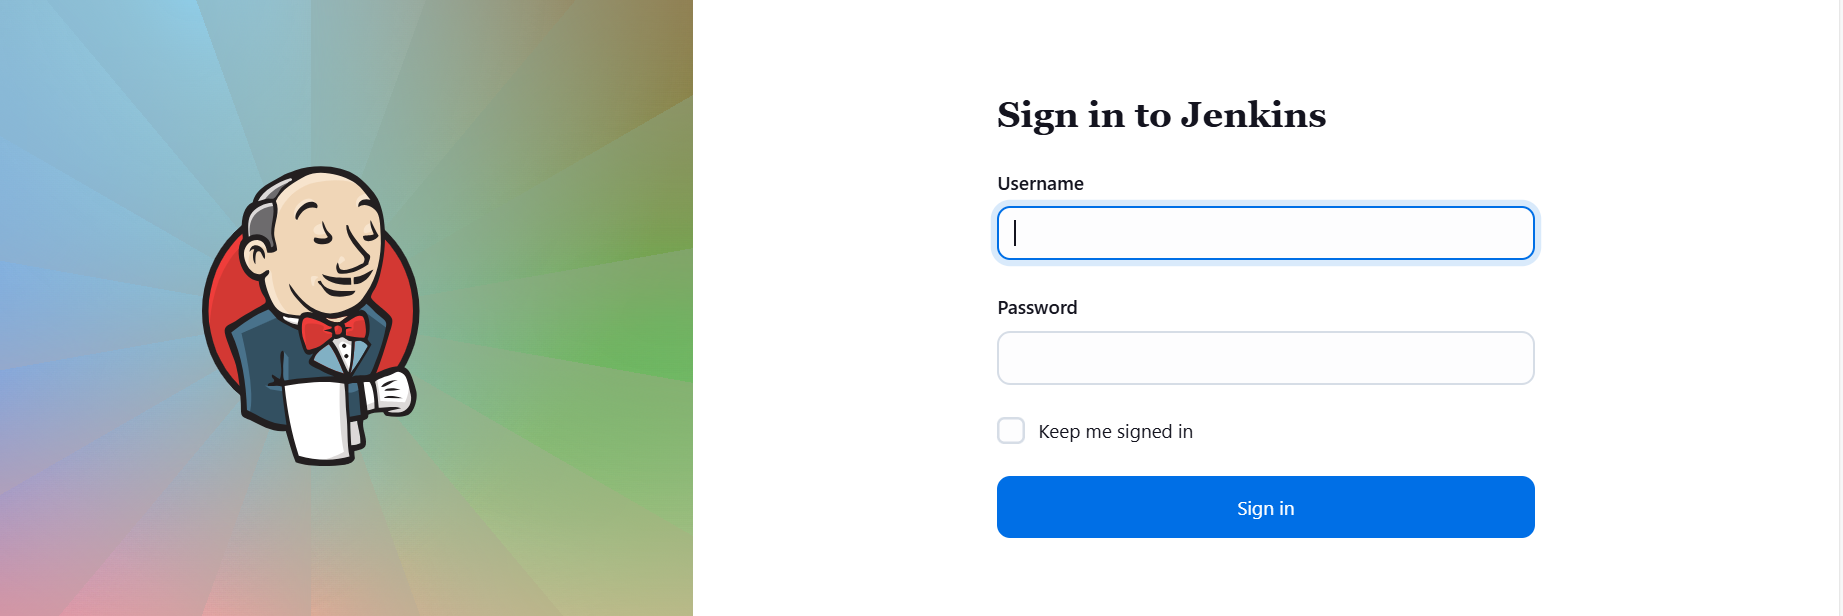 Sign in to Jenkins
Username
Password
Keep me signed in
Sign in